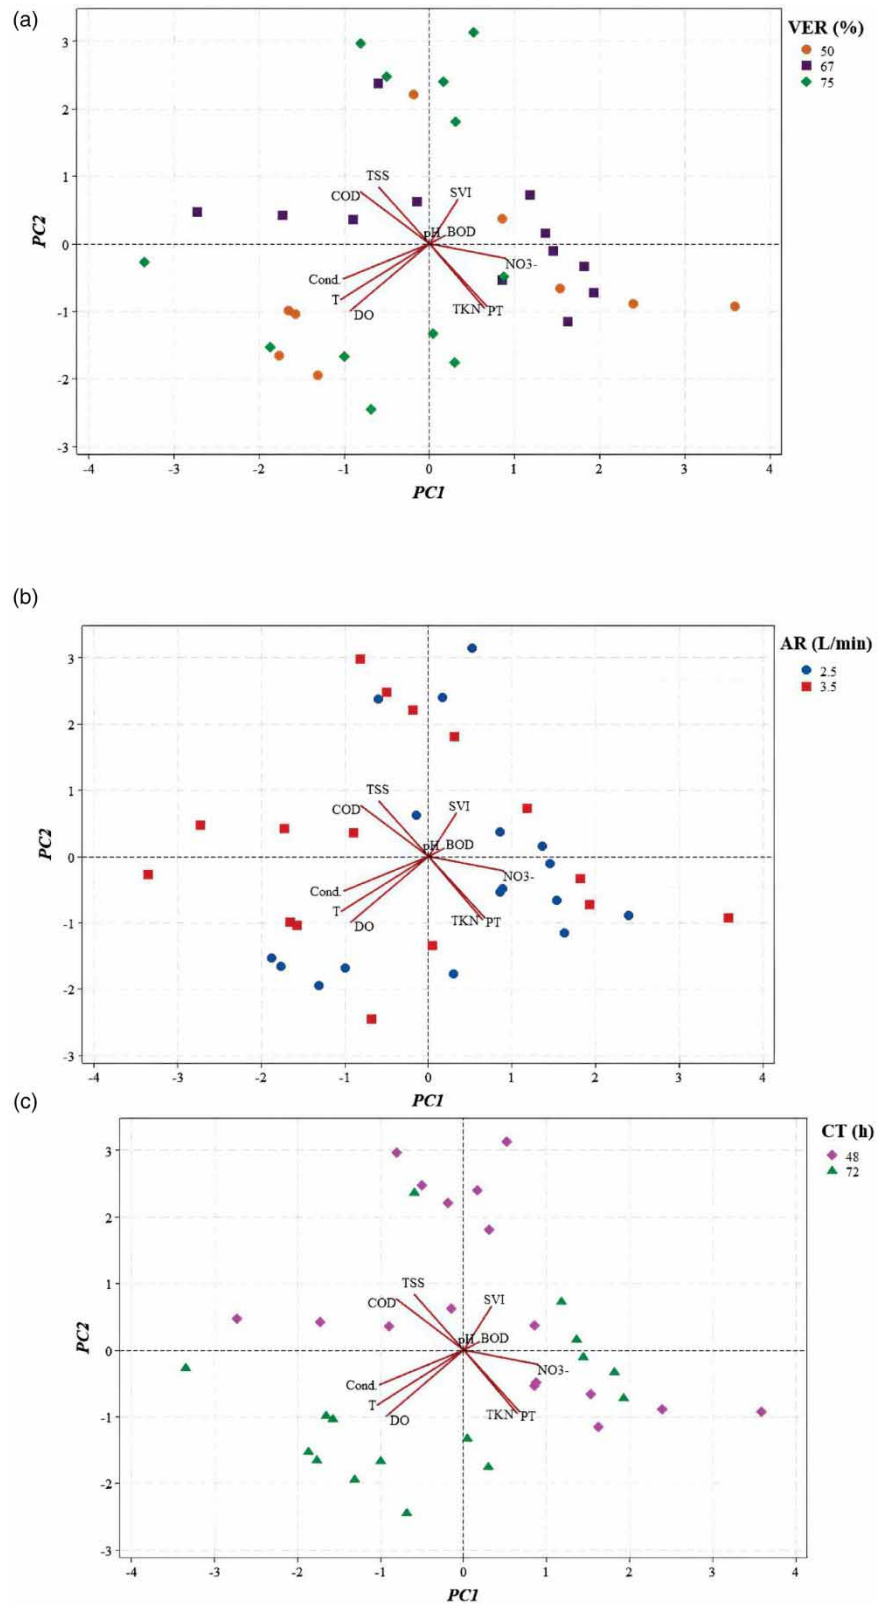 (a)
VER (%)
50
67
75
3
2
1
0
-1
-2
-3
PC2
TSS
COD
SVI
pH BOD
NO3-
Cond.
T
DO
TKN PT
-4 -3 -2 -1 0 1 2 3 4
PC1
(b)
AR (L/min)
2.5
3.5
3
2
1
0
-1
-2
-3
PC2
TSS
COD
SVI
pH BOD
NO3-
Cond.
T
DO
TKN PT
-4 -3 -2 -1 0 1 2 3 4
PC1
(c)
CT (h)
48
72
3
2
1
0
-1
-2
-3
PC2
TSS
COD
SVI
pH BOD
NO3-
Cond.
T
DO
TKN PT
-4 -3 -2 -1 0 1 2 3 4
PC1